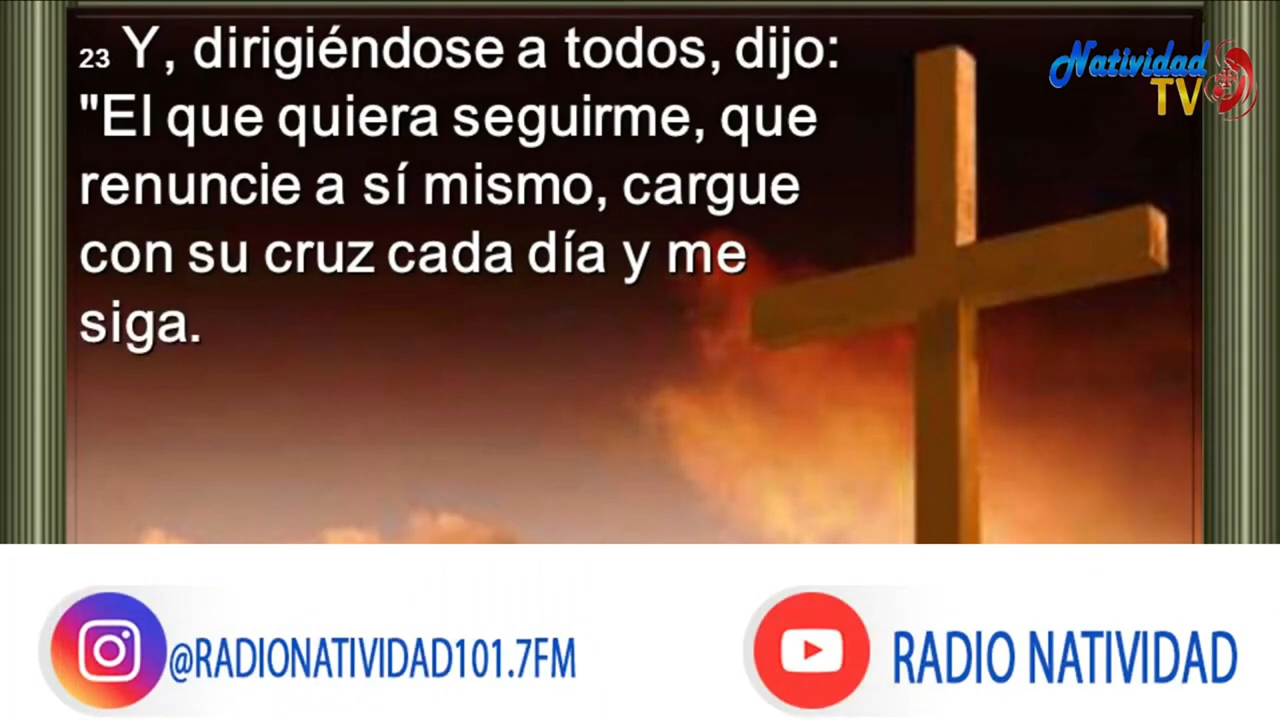 23 Y, dirigiéndose a todos, dijo:
"El que quiera seguirme, que
renuncie a sí mismo, cargue
con su cruz cada día y me
siga.
Natividad
TV
@RADIONATIVIDAD101.7FM
RADIO NATIVIDAD